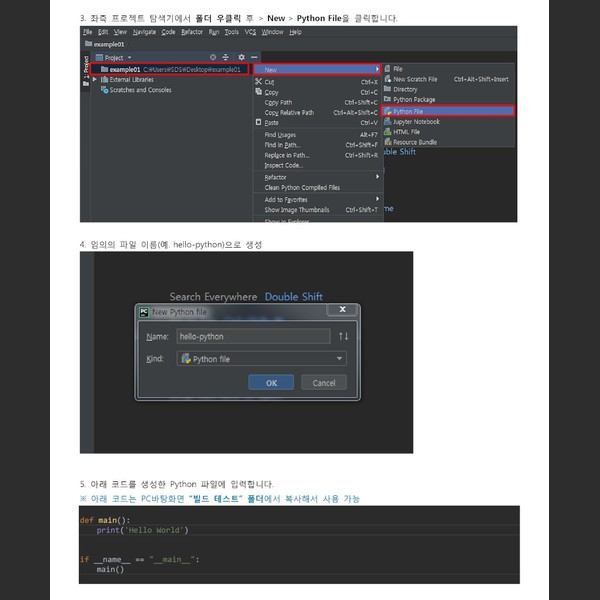 3. 좌측 프로젝트 탐색기에서 폴더 우클릭 후 > New > Python File을 클릭합니다.
File Edit View Navigate Code Refactor Run Tools VCS Window Help
example01
Project
1: Project
example01 C:₩Users₩SDS₩Desktop₩example01
External Libraries
Scratches and Consoles
New
Cut Ctrl+X
Copy Ctrl+C
Copy Path Ctrl+Shift+C
Copy Relative Path Ctrl+Alt+Shift+C
Paste Ctrl+V
Find Usages Alt+F7
Find in Path... Ctrl+Shift+F
Replace in Path... Ctrl+Shift+R
Inspect Code...
Refactor
Clean Python Compiled Files
Add to Favorites
Show Image Thumbnails Ctrl+Shift+T
Show in Explorer
File
New Scratch File Ctrl+Alt+Shift+Insert
Directory
Python Package
Python File
Jupyter Notebook
HTML File
Resource Bundle
uble Shift
me
4. 임의의 파일 이름(예. hello-python)으로 생성
Search Everywhere Double Shift
New Python file
Name: hello-python
Kind: Python file
OK Cancel
5. 아래 코드를 생성한 Python 파일에 입력합니다.
※ 아래 코드는 PC바탕화면 "빌드 테스트" 폴더에서 복사해서 사용 가능
def main():
print('Hello World')
if __name__ == "__main__":
main()